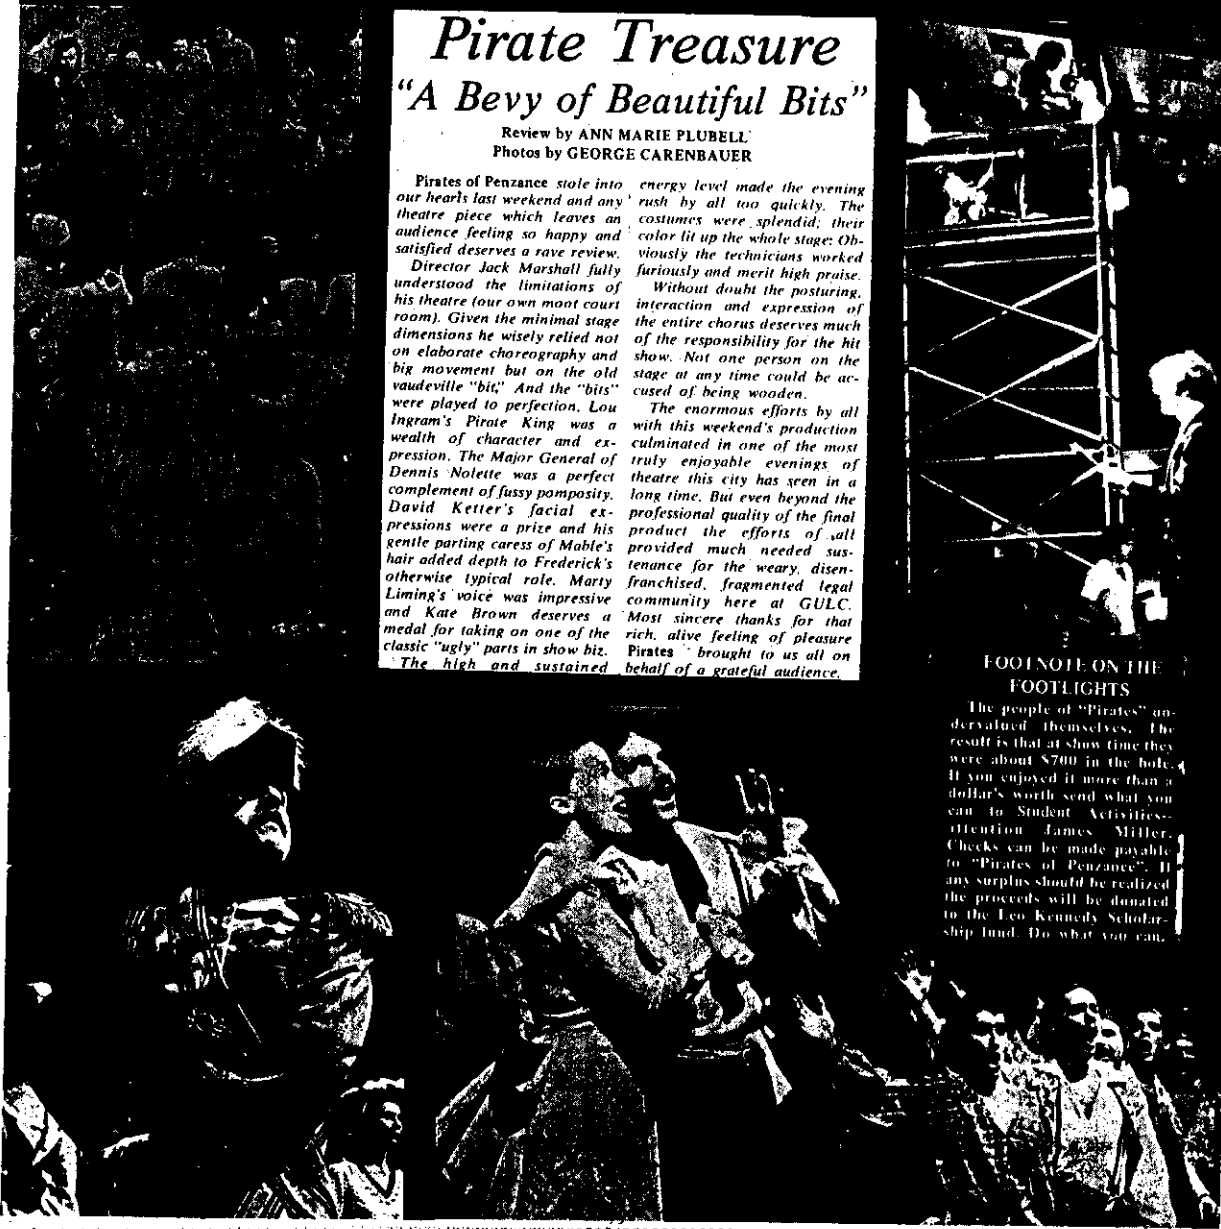 Pirate Treasure
"A Bevy of Beautiful Bits"
Review by ANN MARIE PLUBELL
Photos by GEORGE CARENBAUER
Pirates of Penzance stole into
our hearts last weekend and any
theatre piece which leaves an
audience feeling so happy and
satisfied deserves a rave review.
Director Jack Marshall fully
understood the limitations of
his theatre (our own moot court
room). Given the minimal stage
dimensions he wisely relied not
on elaborate choreography and
big movement but on the old
vaudeville "bit." And the "bits"
were played to perfection. Lou
Ingram's Pirate King was a
wealth of character and ex-
pression. The Major General of
Dennis Nolette was a perfect
complement of fussy pomposity.
David Ketter's facial ex-
pressions were a prize and his
gentle parting caress of Mable's
hair added depth to Frederick's
otherwise typical role. Marty
Liming's voice was impressive
and Kate Brown deserves a
medal for taking on one of the
classic "ugly" parts in show biz.
The high and sustained
energy level made the evening
rush by all too quickly. The
costumes were splendid; their
color lit up the whole stage: Ob-
viously the technicians worked
furiously and merit high praise.
Without doubt the posturing,
interaction and expression of
the entire chorus deserves much
of the responsibility for the hit
show. Not one person on the
stage at any time could be ac-
cused of being wooden.
The enormous efforts by all
with this weekend's production
culminated in one of the most
truly enjoyable evenings of
theatre this city has seen in a
long time. But even beyond the
professional quality of the final
product the efforts of all
provided much needed sus-
tenance for the weary, disen-
franchised, fragmented legal
community here at GULC.
Most sincere thanks for that
rich, alive feeling of pleasure
Pirates brought to us all on
behalf of a grateful audience.
FOOTNOTE ON THE
FOOTLIGHTS
The people of "Pirates" un-
dervalued themselves. The
result is that at show time they
were about $700 in the hole.
If you enjoyed it more than a
dollar's worth send what you
can to Student Activities--
attention James Miller.
Checks can be made payable
to "Pirates of Penzance". If
any surplus should be realized
the proceeds will be donated
to the Leo Kennedy Scholar-
ship fund. Do what you can.